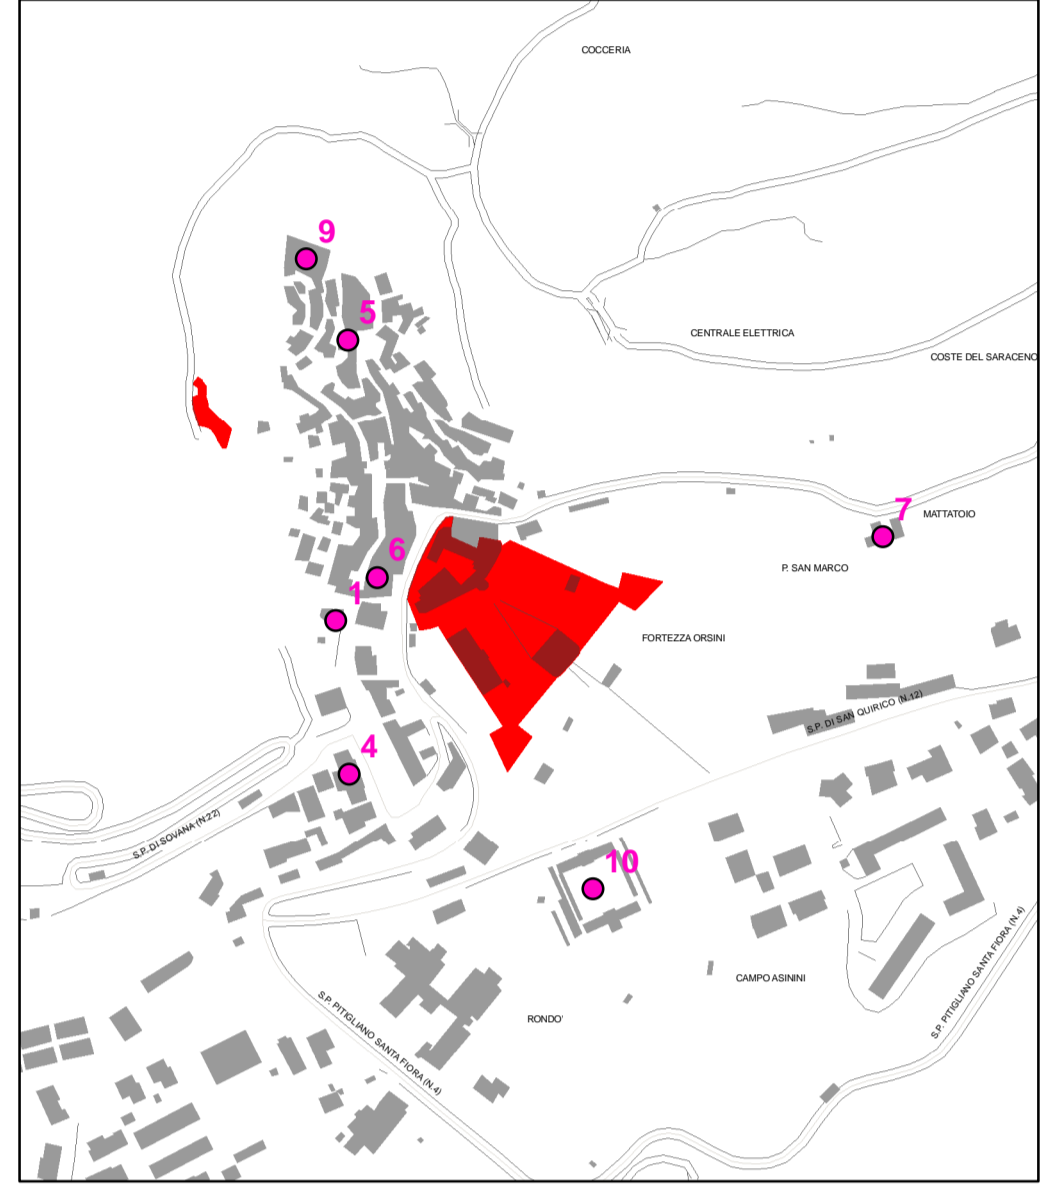 COCCERIA
9
5
CENTRALE ELETTRICA
COSTE DEL SARACENO
7
MATTATOIO
6
P. SAN MARCO
1
FORTEZZA ORSINI
S.P. DI SAN QUIRICO (N.12)
4
S.P. DI SOVANA (N.22)
10
CAMPO ASININI
S.P. PITIGLIANO SANTA FIORA (N.4)
RONDO'
S.P. PITIGLIANO SANTA FIORA (N.4)